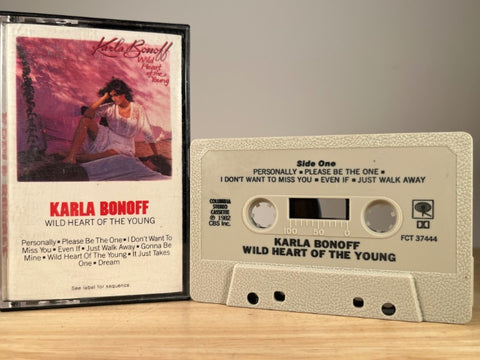 Karla Bonoff
Wild
Heart
of the
Young
KARLA BONOFF
WILD HEART OF THE YOUNG
Personally ▪ Please Be The One ▪ I Don't Want To
Miss You ▪ Even If ▪ Just Walk Away ▪ Gonna Be
Mine ▪ Wild Heart Of The Young ▪ It Just Takes
One ▪ Dream
See label for sequence.
Side One
PERSONALLY ▪ PLEASE BE THE ONE ▪
I DON'T WANT TO MISS YOU ▪ EVEN IF ▪ JUST WALK AWAY
COLUMBIA
STEREO
CASSETTE
℗ 1982
CBS Inc.
100 50 0
FCT 37444
KARLA BONOFF
WILD HEART OF THE YOUNG